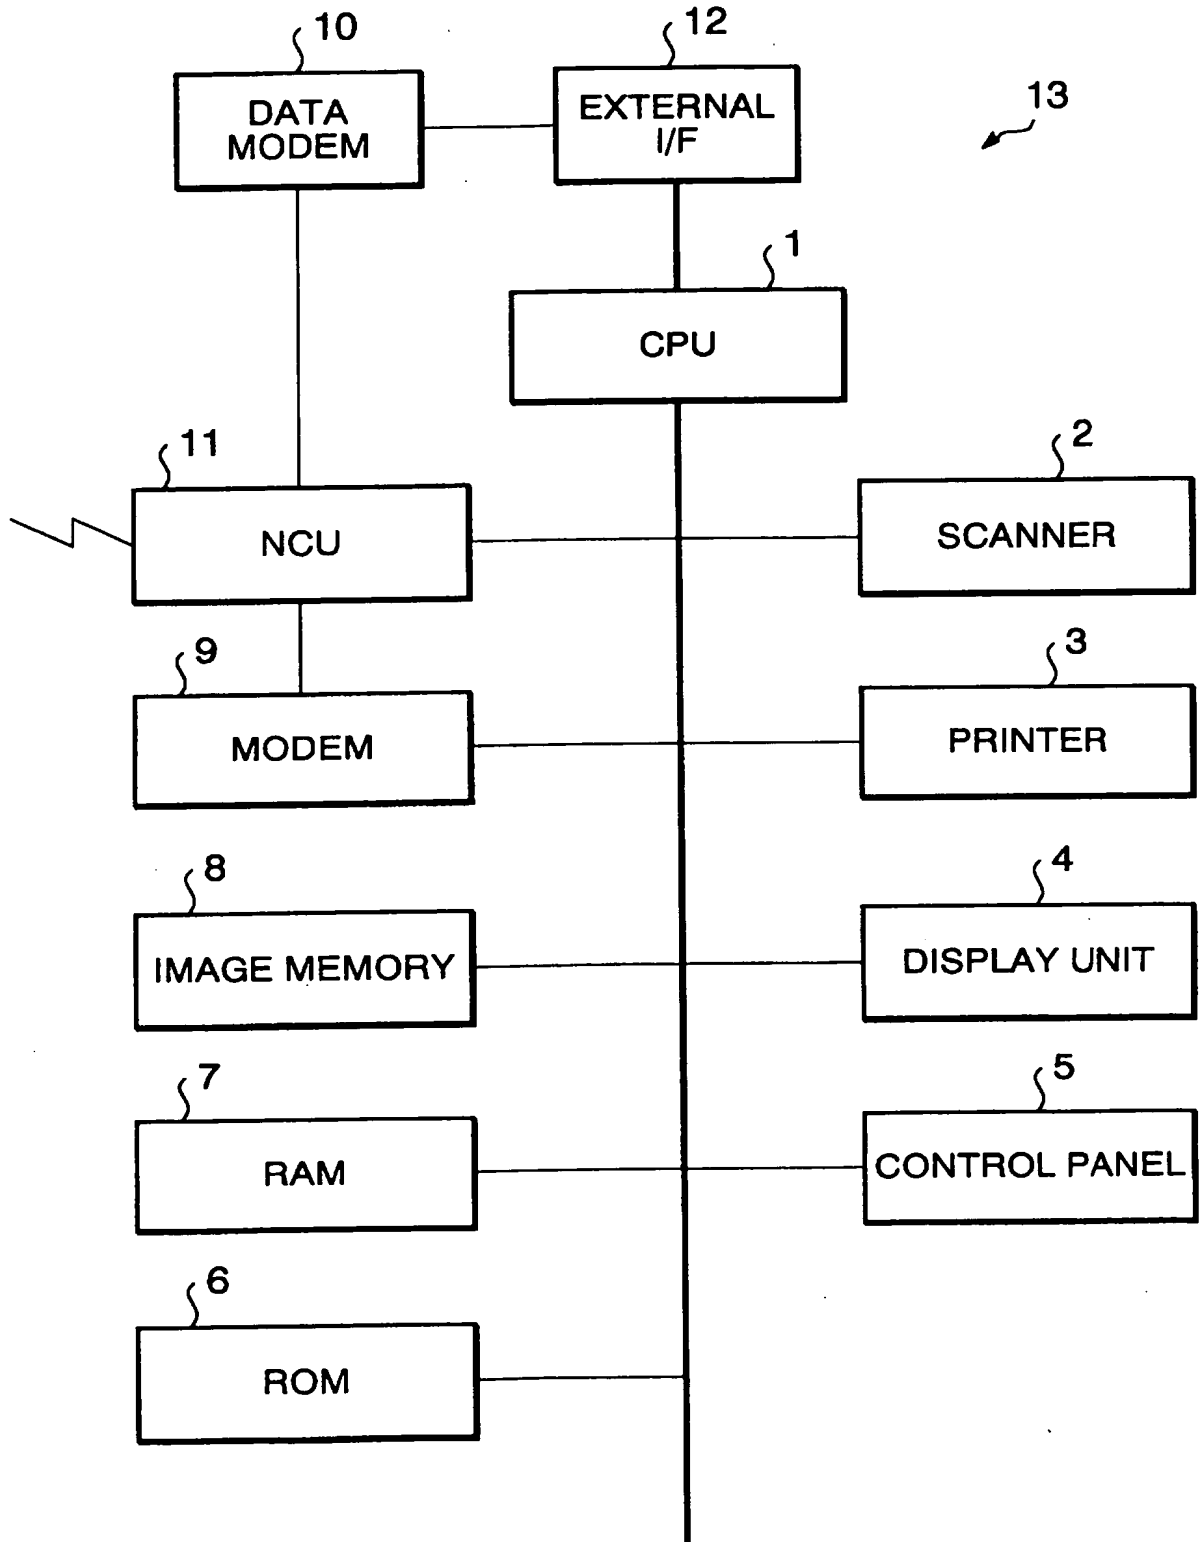 10
DATA
MODEM
12
EXTERNAL
I/F
13
1
CPU
11
NCU
2
SCANNER
9
MODEM
3
PRINTER
8
IMAGE MEMORY
4
DISPLAY UNIT
7
RAM
5
CONTROL PANEL
6
ROM